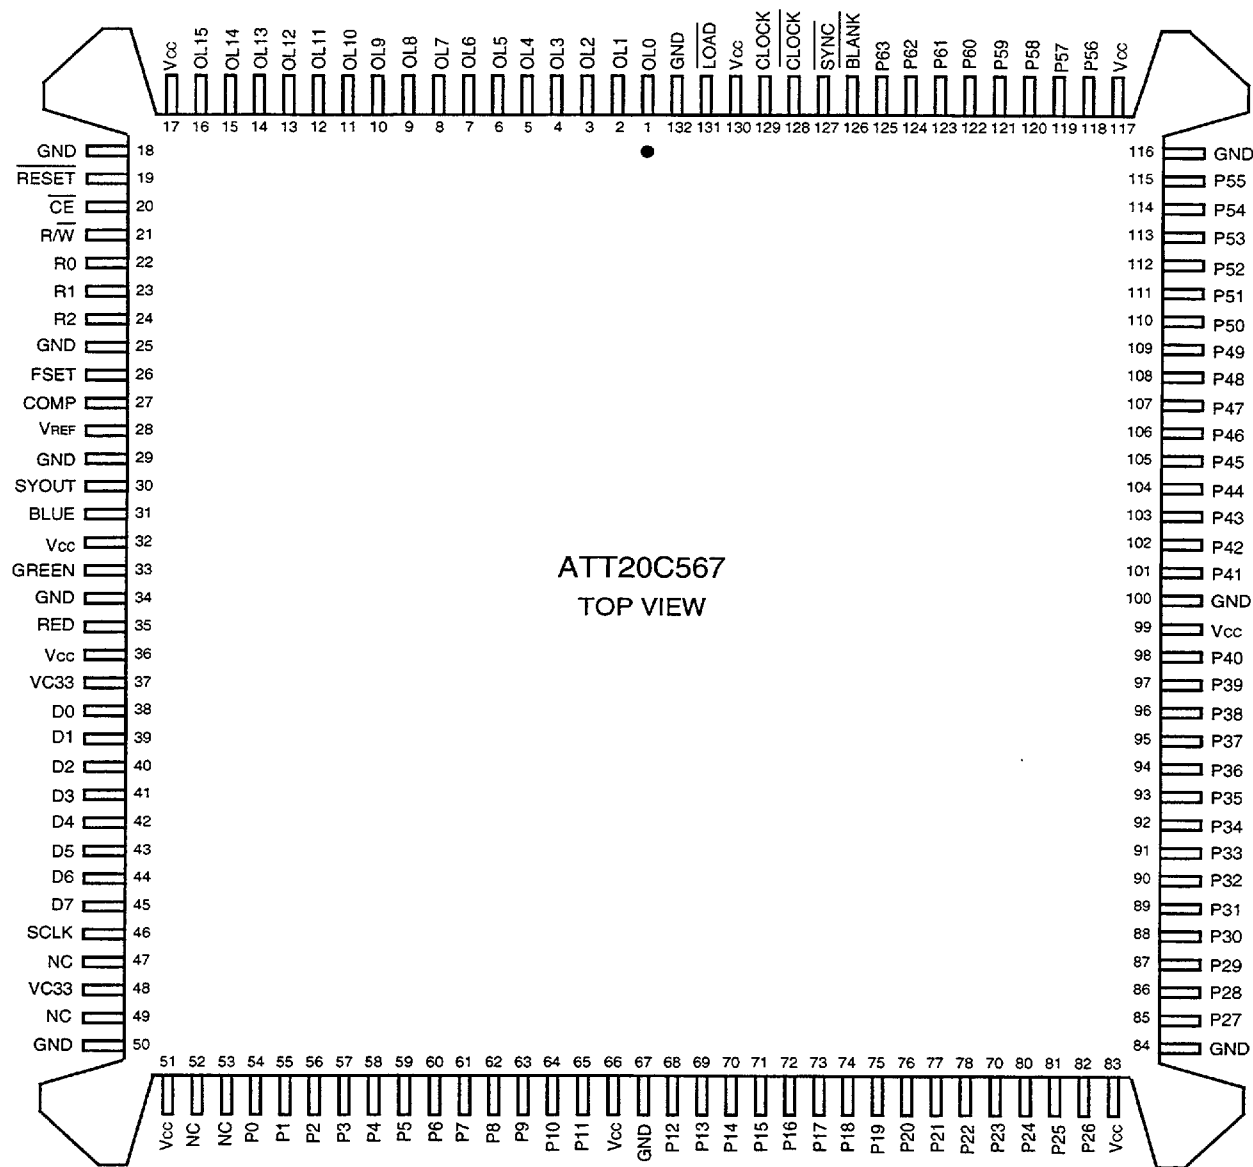 Vcc OL15 OL14 OL13 OL12 OL11 OL10 OL9 OL8 OL7 OL6 OL5 OL4 OL3 OL2 OL1 OL0 GND LOAD Vcc CLOCK CLOCK SYNC BLANK P63 P62 P61 P60 P59 P58 P57 P56 Vcc
17 16 15 14 13 12 11 10 9 8 7 6 5 4 3 2 1 132 131 130 129 128 127 126 125 124 123 122 121 120 119 118 117
GND 18
RESET 19
CE 20
R/W 21
R0 22
R1 23
R2 24
GND 25
FSET 26
COMP 27
VREF 28
GND 29
SYOUT 30
BLUE 31
Vcc 32
GREEN 33
GND 34
RED 35
Vcc 36
VC33 37
D0 38
D1 39
D2 40
D3 41
D4 42
D5 43
D6 44
D7 45
SCLK 46
NC 47
VC33 48
NC 49
GND 50
ATT20C567
TOP VIEW
116 GND
115 P55
114 P54
113 P53
112 P52
111 P51
110 P50
109 P49
108 P48
107 P47
106 P46
105 P45
104 P44
103 P43
102 P42
101 P41
100 GND
99 Vcc
98 P40
97 P39
96 P38
95 P37
94 P36
93 P35
92 P34
91 P33
90 P32
89 P31
88 P30
87 P29
86 P28
85 P27
84 GND
51 52 53 54 55 56 57 58 59 60 61 62 63 64 65 66 67 68 69 70 71 72 73 74 75 76 77 78 70 80 81 82 83
Vcc NC NC P0 P1 P2 P3 P4 P5 P6 P7 P8 P9 P10 P11 Vcc GND P12 P13 P14 P15 P16 P17 P18 P19 P20 P21 P22 P23 P24 P25 P26 Vcc